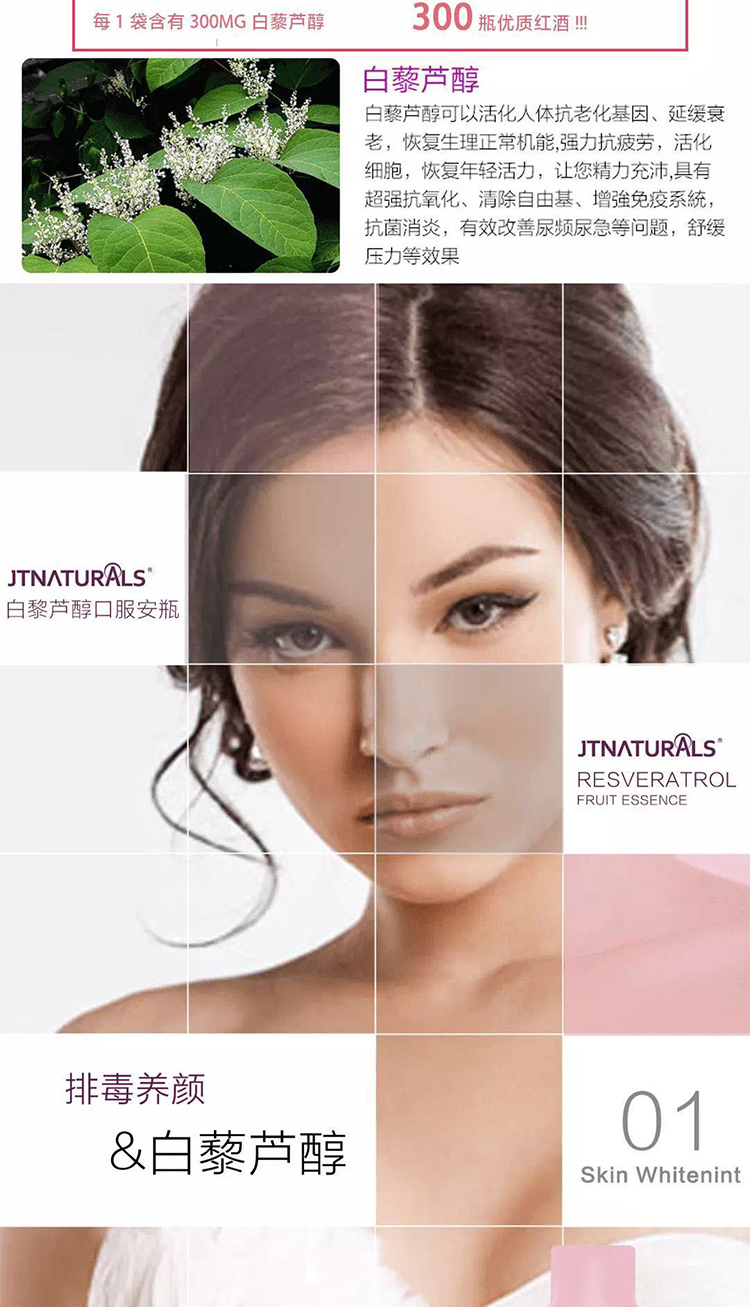 每 1 袋含有 300MG 白藜芦醇
300 瓶优质红酒 !!!
白藜芦醇
白藜芦醇可以活化人体抗老化基因、延缓衰
老，恢复生理正常机能,强力抗疲劳，活化
细胞，恢复年轻活力，让您精力充沛,具有
超强抗氧化、清除自由基、增強免疫系統，
抗菌消炎，有效改善尿频尿急等问题，舒缓
压力等效果
JTNATURALS®
白黎芦醇口服安瓶
JTNATURALS®
RESVERATROL
FRUIT ESSENCE
排毒养颜
&白藜芦醇
01
Skin Whitenint